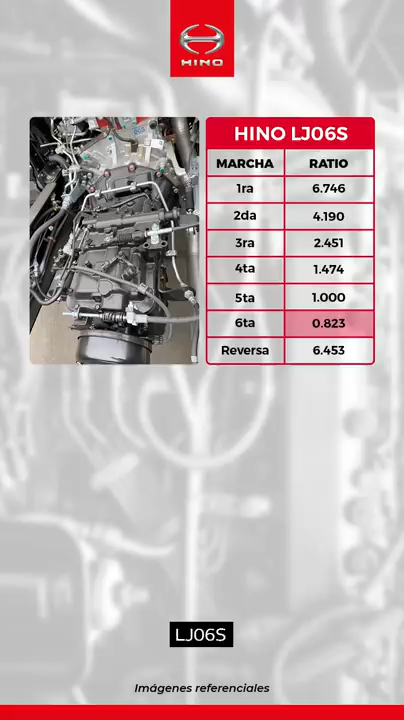 HINO
HINO LJ06S
MARCHA RATIO
1ra 6.746
2da 4.190
3ra 2.451
4ta 1.474
5ta 1.000
6ta 0.823
Reversa 6.453
LJ06S
Imágenes referenciales